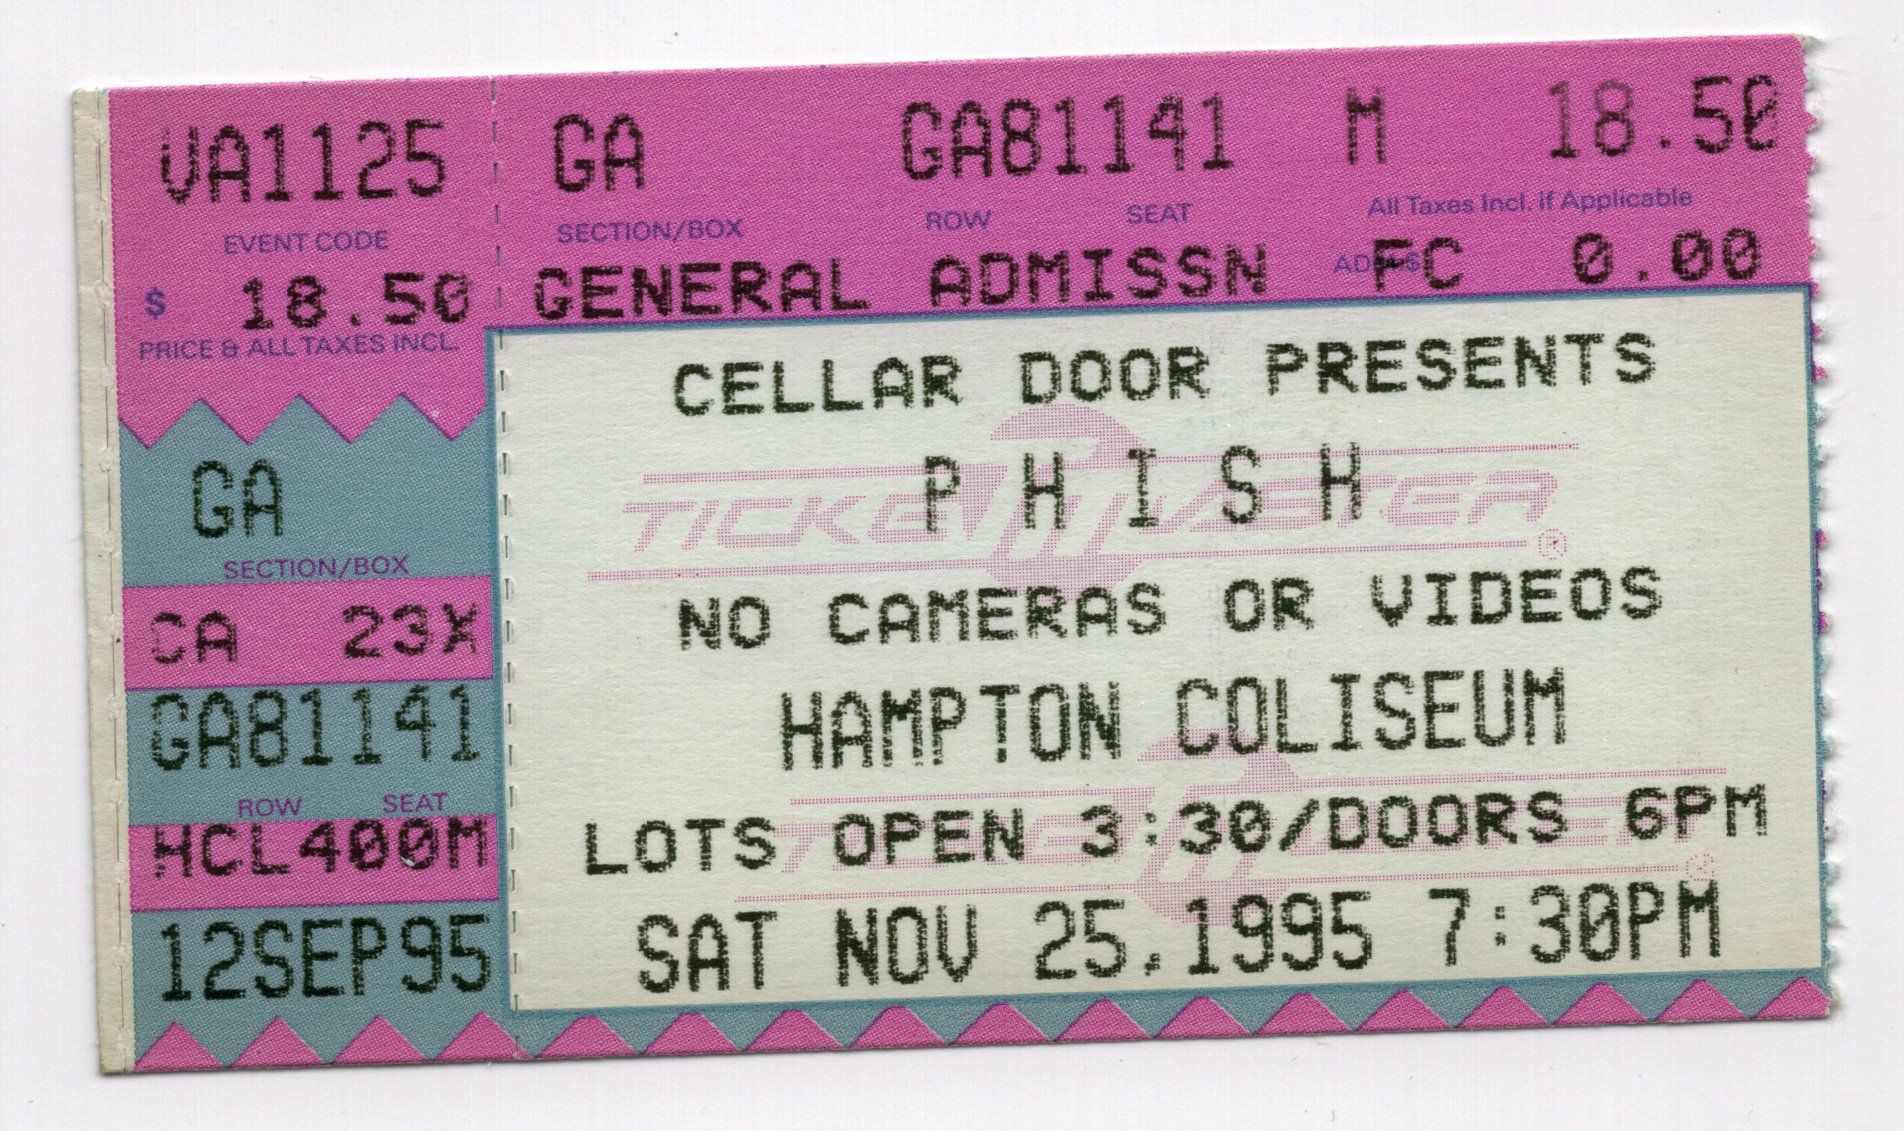 VA1125 GA GA81141 M 18.50
EVENT CODE SECTION/BOX ROW SEAT All Taxes Incl. if Applicable
$ 18.50 GENERAL ADMISSN FC 0.00
PRICE & ALL TAXES INCL.
GA
SECTION/BOX
CA 23X
GA81141
ROW SEAT
HCL400M
12SEP95
CELLAR DOOR PRESENTS
PHISH
TICKETMASTER ®
NO CAMERAS OR VIDEOS
HAMPTON COLISEUM
LOTS OPEN 3:30/DOORS 6PM
TICKETMASTER ®
SAT NOV 25,1995 7:30PM